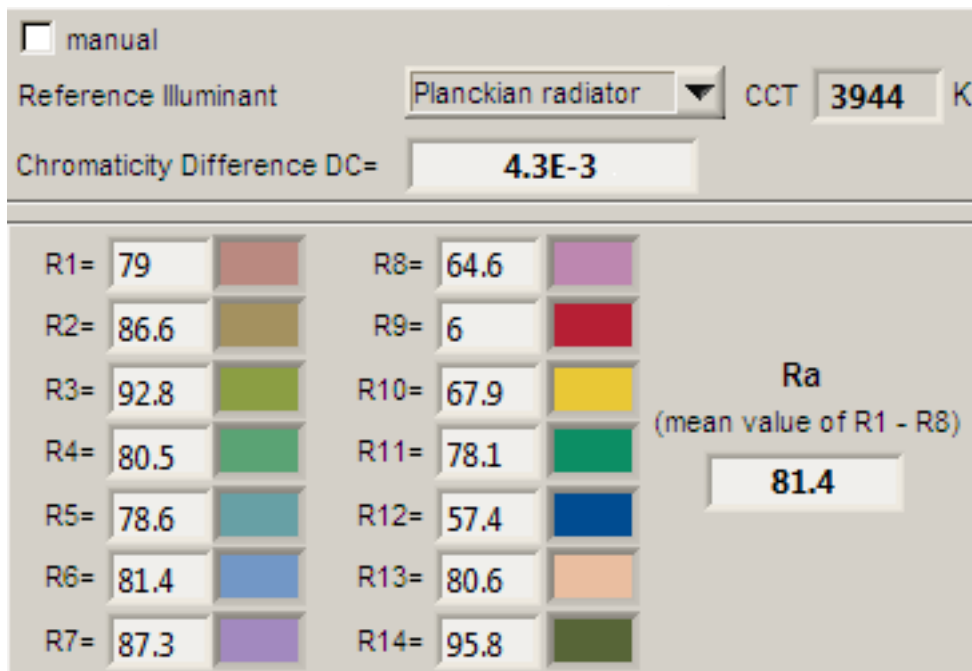 manual
Reference Illuminant Planckian radiator CCT 3944 K
Chromaticity Difference DC= 4.3E-3
R1= 79 R8= 64.6
R2= 86.6 R9= 6
R3= 92.8 R10= 67.9
R4= 80.5 R11= 78.1
R5= 78.6 R12= 57.4
R6= 81.4 R13= 80.6
R7= 87.3 R14= 95.8
Ra
(mean value of R1 - R8)
81.4